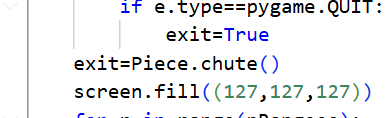 if e.type==pygame.QUIT:
exit=True
exit=Piece.chute()
screen.fill((127,127,127))